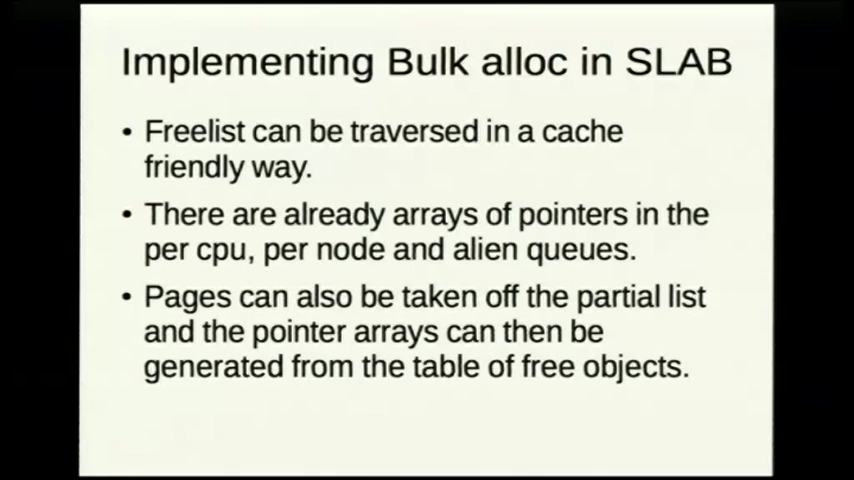 Implementing Bulk alloc in SLAB
• Freelist can be traversed in a cache
friendly way.
• There are already arrays of pointers in the
per cpu, per node and alien queues.
• Pages can also be taken off the partial list
and the pointer arrays can then be
generated from the table of free objects.